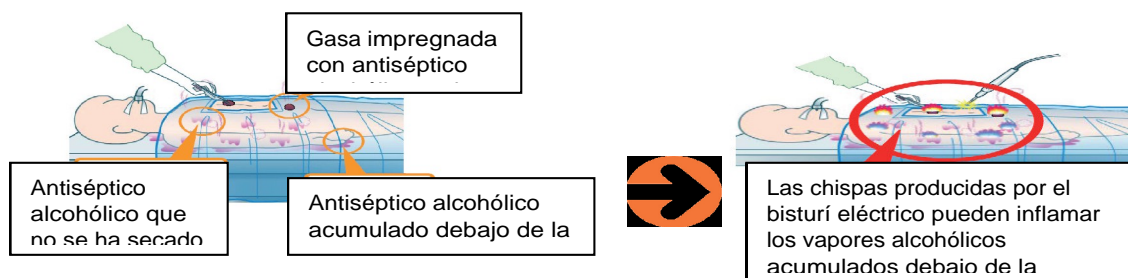 Gasa impregnada
con antiséptico
Antiséptico
alcohólico que
no se ha secado
Antiséptico alcohólico
acumulado debajo de la
Las chispas producidas por el
bisturí eléctrico pueden inflamar
los vapores alcohólicos
acumulados debajo de la